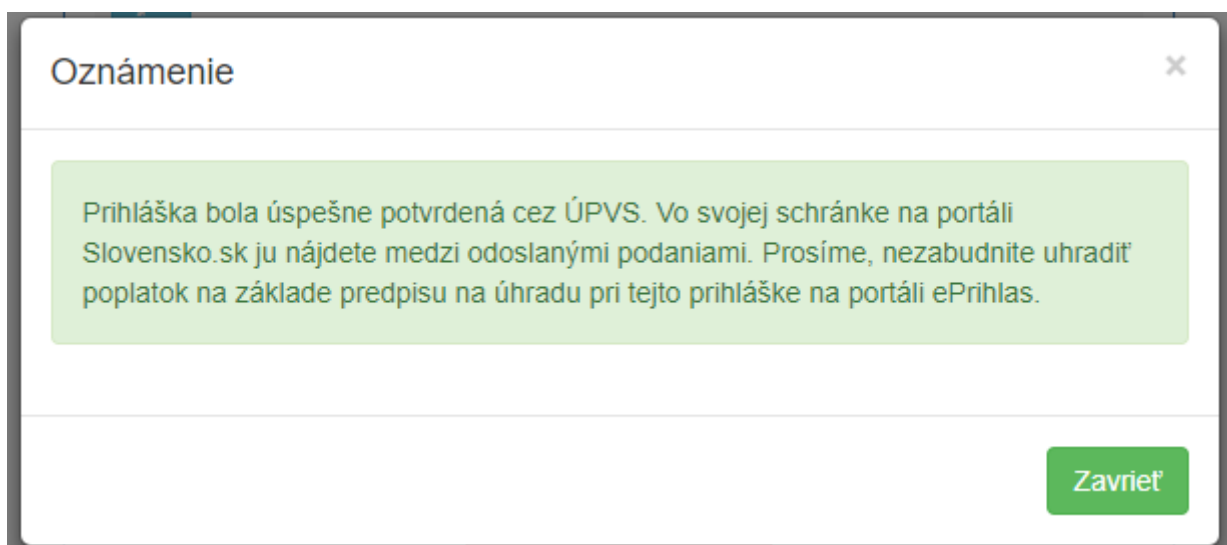 Oznámenie
×
Prihláška bola úspešne potvrdená cez ÚPVS. Vo svojej schránke na portáli
Slovensko.sk ju nájdete medzi odoslanými podaniami. Prosíme, nezabudnite uhradiť
poplatok na základe predpisu na úhradu pri tejto prihláške na portáli ePrihlas.
Zavrieť